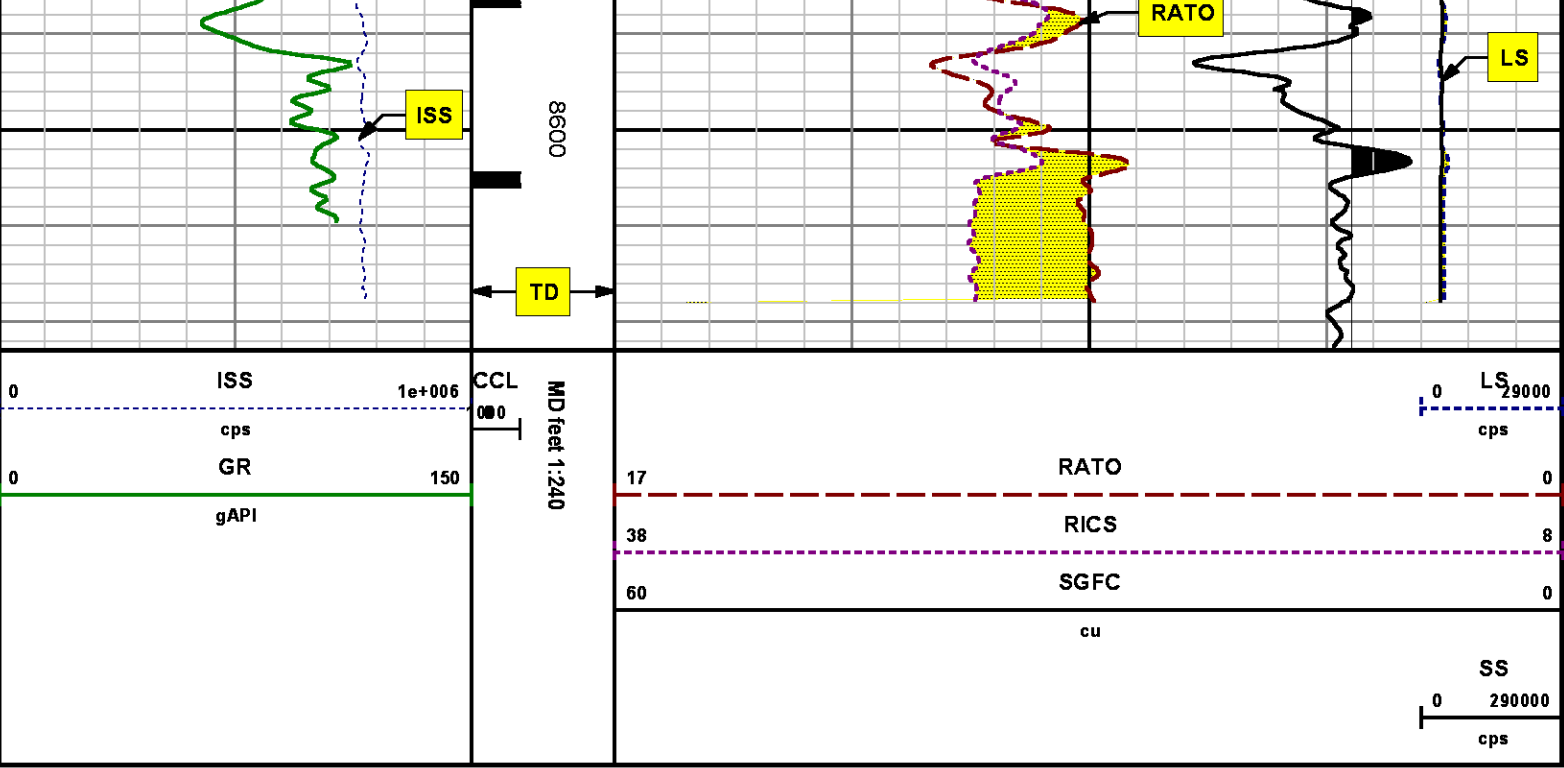 RATO
LS
ISS
8600
TD
ISS
0 1e+006
cps
GR
0 150
gAPI
CCL
MD feet 1:240
LS
0 29000
cps
RATO
17 0
RICS
38 8
SGFC
60 0
cu
SS
0 290000
cps